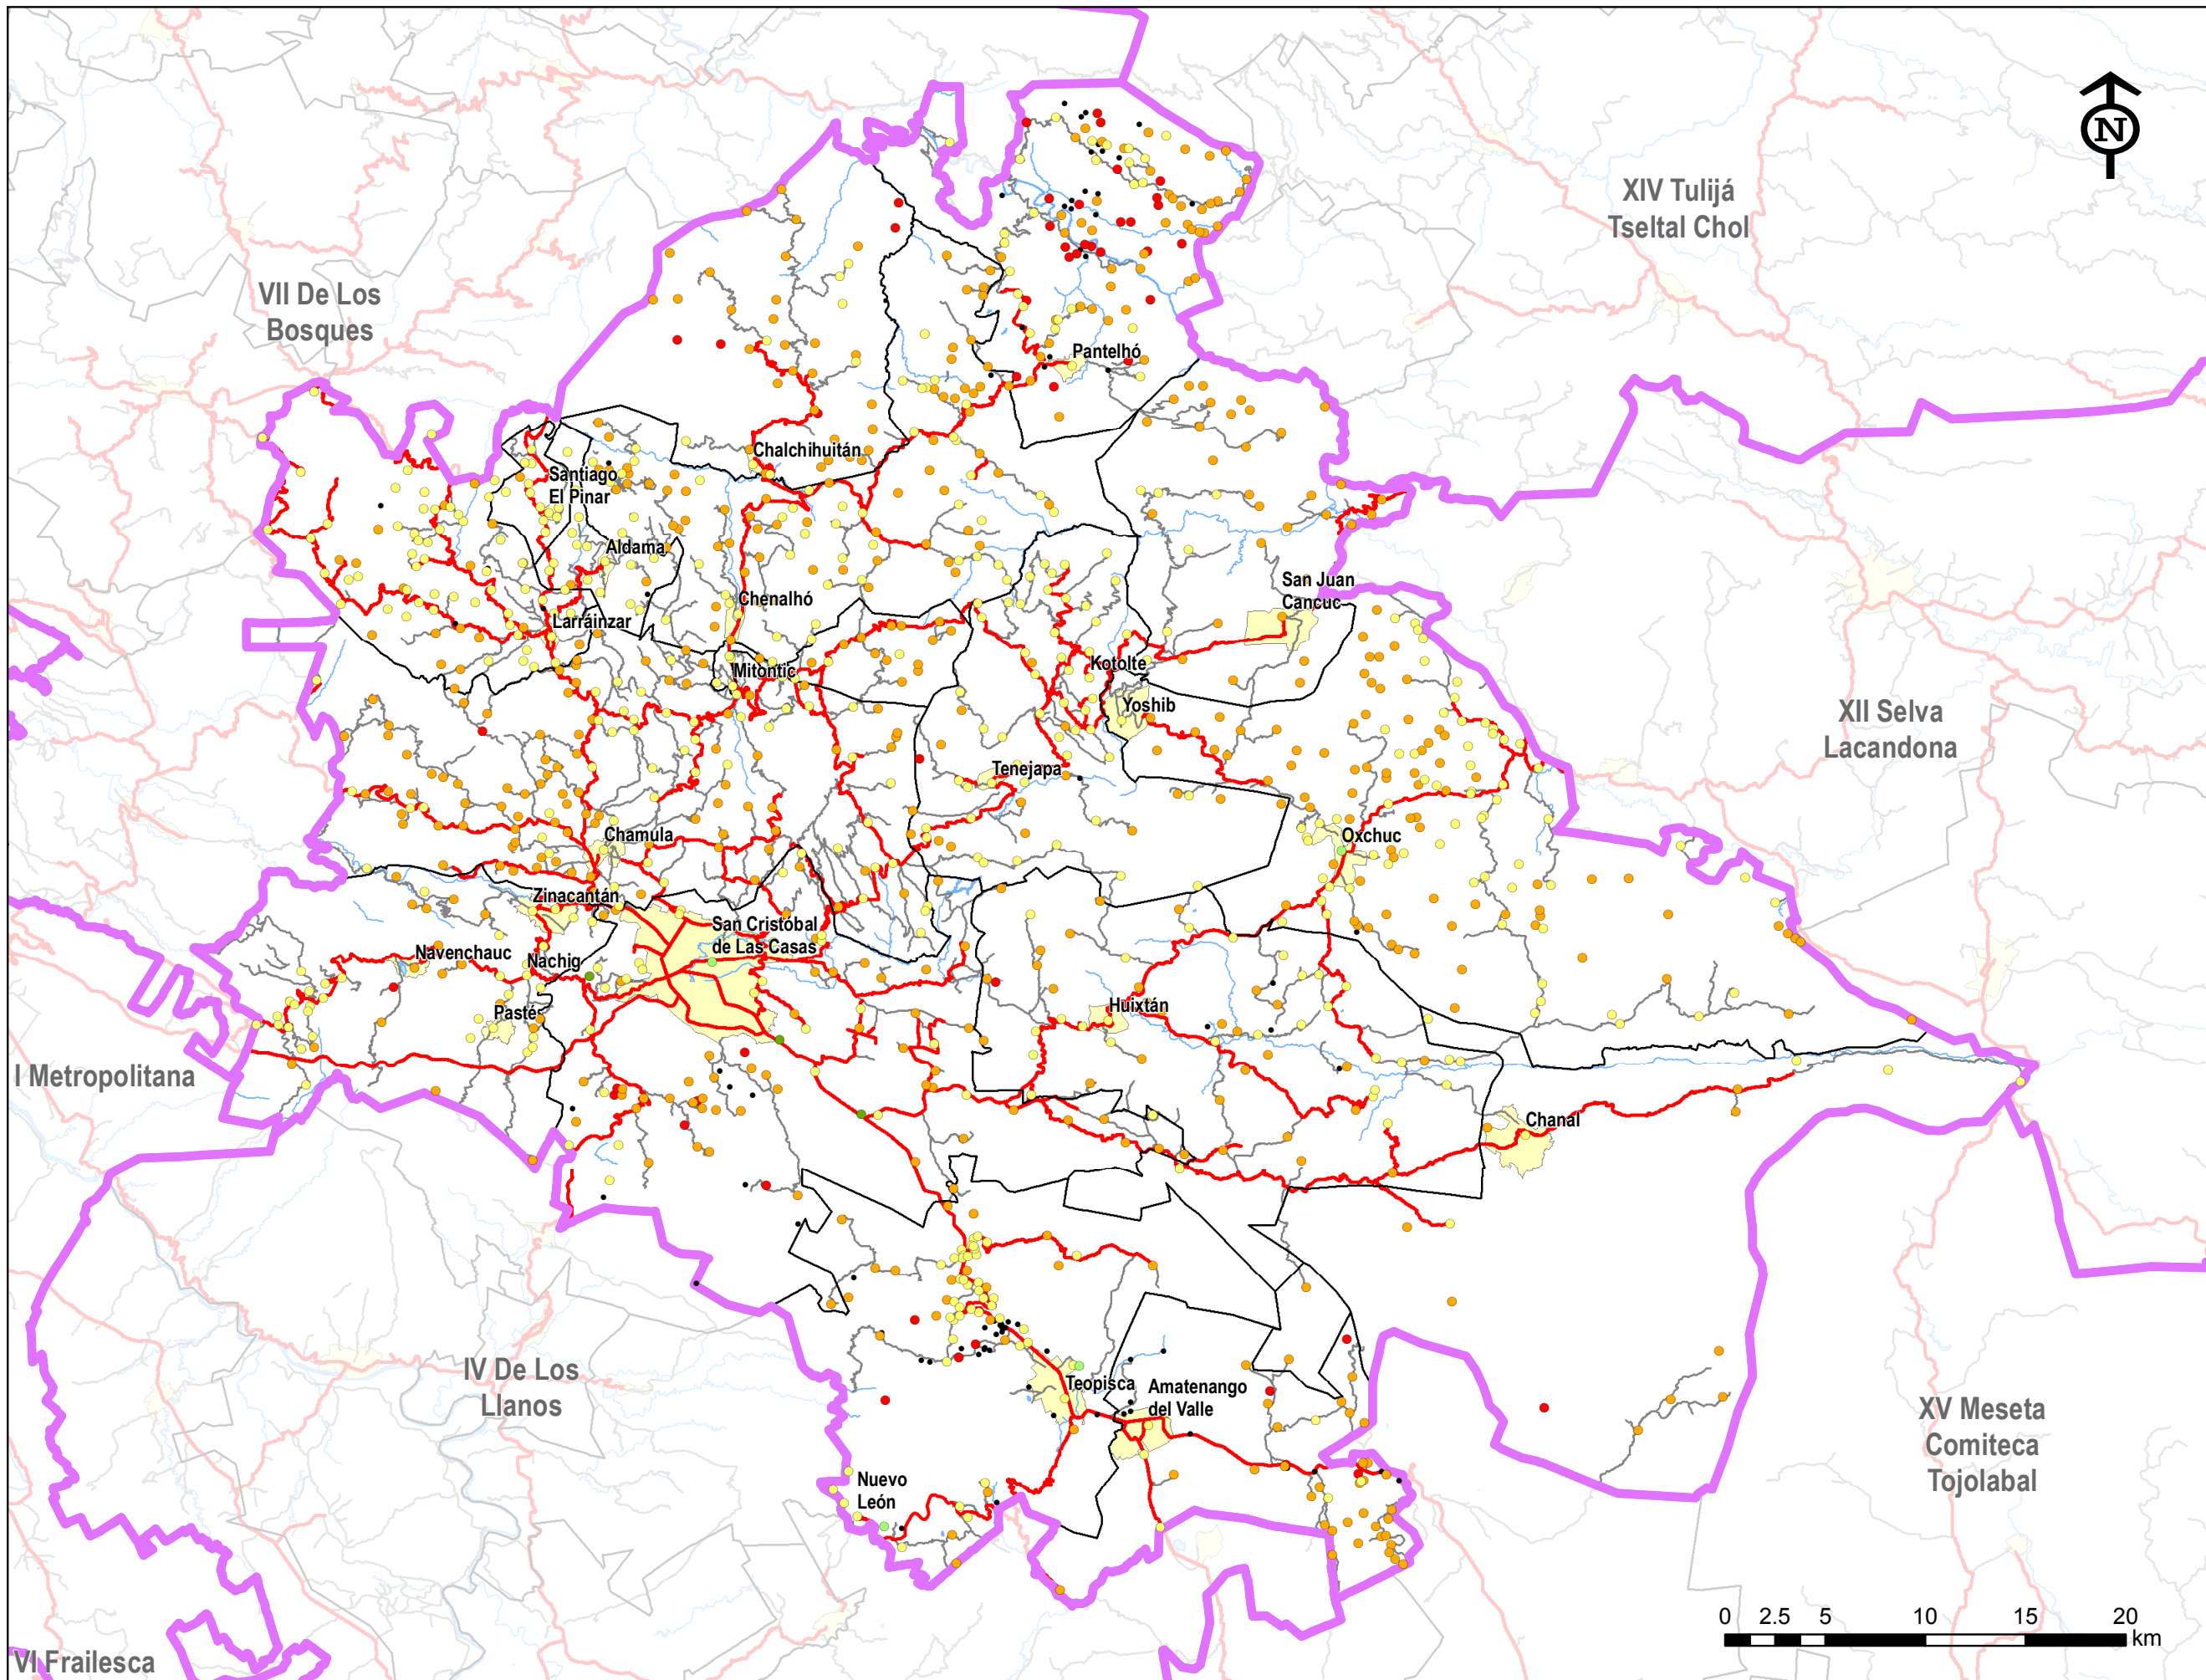 N
XIV Tulijá
Tseltal Chol
VII De Los
Bosques
Pantelhó
Chalchihuitán
Santiago
El Pinar
Aldama
San Juan
Cancuc
Chenalhó
Larráinzar
Mitontic
Kotolte
Yoshib
XII Selva
Lacandona
Tenejapa
Chamula
Oxchuc
Zinacantán
San Cristóbal
de Las Casas
Navenchauc
Nachig
Huixtán
Pasté
I Metropolitana
Chanal
IV De Los
Llanos
Teopisca
Amatenango
del Valle
XV Meseta
Comiteca
Tojolabal
Nuevo
León
0 2.5 5 10 15 20
km
VI Frailesca